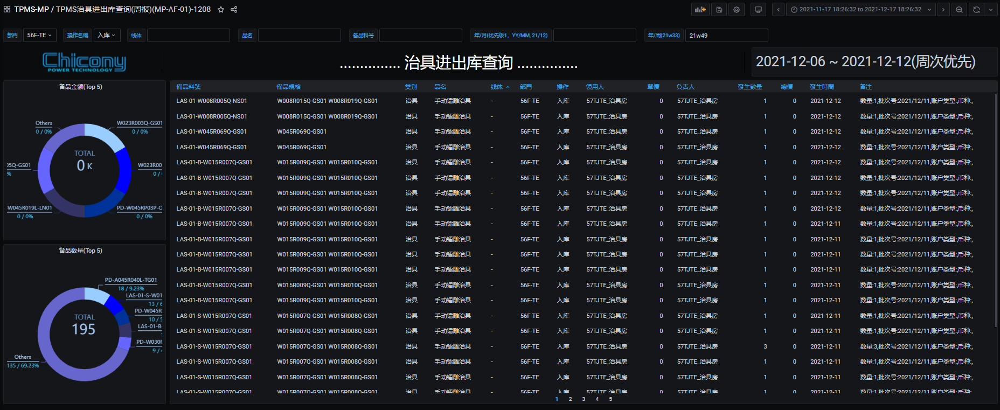 TPMS-MP / TPMS治具进出库查询(周报)(MP-AF-01)-1208
2021-11-17 18:26:32 to 2021-12-17 18:26:32
部門 56F-TE 操作名稱 入库 线体 品名 备品料号 年/月(优先级1，YY/MM, 21/12) 年/周(21w33) 21w49
Chicony
POWER TECHNOLOGY
............... 治具进出库查询 ...............
2021-12-06 ~ 2021-12-12(周次优先)
备品金额(Top 5)
Others
0 / 0%
W023R003Q-GS01
0 / 0%
TOTAL
0 K
05Q-GS01
%
W023R00
0 / 
-W045R019L-LN01
0 / 0%
PD-W045RP03P-O
0 / 0%
备品数量(Top 5)
PD-A045R040L-TG01
18 / 9.23%
LAS-01-S-W01
13 / 6
PD-W045R
10 / 5
LAS-01-B-
PD-W030F
9 / 4
TOTAL
195
Others
135 / 69.23%
備品料號 備品規格 类别 品名 线体 部門 操作 領用人 單價 負责人 發生數量 總價 發生時間 备注
LAS-01-W008R005Q-NS01 W008R015Q-GS01 W008R019Q-GS01 治具 手动镭雕治具 - 56F-TE 入库 57TJTE_治具房 0 57TJTE_治具房 1 0 2021-12-12 数量:1,批次号:2021/12/11,账户类型:,币种:,
LAS-01-W008R005Q-NS01 W008R015Q-GS01 W008R019Q-GS01 治具 手动镭雕治具 - 56F-TE 入库 57TJTE_治具房 0 57TJTE_治具房 1 0 2021-12-12 数量:1,批次号:2021/12/11,账户类型:,币种:,
LAS-01-W045R069Q-GS01 W045R069Q-GS01 治具 手动镭雕治具 - 56F-TE 入库 57TJTE_治具房 0 57TJTE_治具房 1 0 2021-12-12 数量:1,批次号:2021/12/11,账户类型:,币种:,
LAS-01-W045R069Q-GS01 W045R069Q-GS01 治具 手动镭雕治具 - 56F-TE 入库 57TJTE_治具房 0 57TJTE_治具房 1 0 2021-12-12 数量:1,批次号:2021/12/11,账户类型:,币种:,
LAS-01-B-W015R007Q-GS01 W015R009Q-GS01 W015R010Q-GS01 治具 手动镭雕治具 - 56F-TE 入库 57TJTE_治具房 0 57TJTE_治具房 1 0 2021-12-12 数量:1,批次号:2021/12/11,账户类型:,币种:,
LAS-01-B-W015R007Q-GS01 W015R009Q-GS01 W015R010Q-GS01 治具 手动镭雕治具 - 56F-TE 入库 57TJTE_治具房 0 57TJTE_治具房 1 0 2021-12-12 数量:1,批次号:2021/12/11,账户类型:,币种:,
LAS-01-B-W015R007Q-GS01 W015R009Q-GS01 W015R010Q-GS01 治具 手动镭雕治具 - 56F-TE 入库 57TJTE_治具房 0 57TJTE_治具房 1 0 2021-12-12 数量:1,批次号:2021/12/11,账户类型:,币种:,
LAS-01-B-W015R007Q-GS01 W015R009Q-GS01 W015R010Q-GS01 治具 手动镭雕治具 - 56F-TE 入库 57TJTE_治具房 0 57TJTE_治具房 1 0 2021-12-12 数量:1,批次号:2021/12/11,账户类型:,币种:,
LAS-01-B-W015R007Q-GS01 W015R009Q-GS01 W015R010Q-GS01 治具 手动镭雕治具 - 56F-TE 入库 57TJTE_治具房 0 57TJTE_治具房 1 0 2021-12-11 数量:1,批次号:2021/12/11,账户类型:,币种:,
LAS-01-B-W015R007Q-GS01 W015R009Q-GS01 W015R010Q-GS01 治具 手动镭雕治具 - 56F-TE 入库 57TJTE_治具房 0 57TJTE_治具房 1 0 2021-12-11 数量:1,批次号:2021/12/11,账户类型:,币种:,
LAS-01-B-W015R007Q-GS01 W015R009Q-GS01 W015R010Q-GS01 治具 手动镭雕治具 - 56F-TE 入库 57TJTE_治具房 0 57TJTE_治具房 1 0 2021-12-11 数量:1,批次号:2021/12/11,账户类型:,币种:,
LAS-01-B-W015R007Q-GS01 W015R009Q-GS01 W015R010Q-GS01 治具 手动镭雕治具 - 56F-TE 入库 57TJTE_治具房 0 57TJTE_治具房 1 0 2021-12-11 数量:1,批次号:2021/12/11,账户类型:,币种:,
LAS-01-B-W015R007Q-GS01 W015R009Q-GS01 W015R010Q-GS01 治具 手动镭雕治具 - 56F-TE 入库 57TJTE_治具房 0 57TJTE_治具房 1 0 2021-12-11 数量:1,批次号:2021/12/11,账户类型:,币种:,
LAS-01-B-W015R007Q-GS01 W015R009Q-GS01 W015R010Q-GS01 治具 手动镭雕治具 - 56F-TE 入库 57TJTE_治具房 0 57TJTE_治具房 1 0 2021-12-11 数量:1,批次号:2021/12/11,账户类型:,币种:,
LAS-01-S-W015R007Q-GS01 W015R007Q-GS01 W015R008Q-GS01 治具 手动镭雕治具 - 56F-TE 入库 57TJTE_治具房 0 57TJTE_治具房 1 0 2021-12-11 数量:1,批次号:2021/12/11,账户类型:,币种:,
LAS-01-S-W015R007Q-GS01 W015R007Q-GS01 W015R008Q-GS01 治具 手动镭雕治具 - 56F-TE 入库 57TJTE_治具房 0 57TJTE_治具房 1 0 2021-12-11 数量:1,批次号:2021/12/11,账户类型:,币种:,
LAS-01-S-W015R007Q-GS01 W015R007Q-GS01 W015R008Q-GS01 治具 手动镭雕治具 - 56F-TE 入库 57TJTE_治具房 0 57TJTE_治具房 3 0 2021-12-11 数量:3,批次号:2021/12/11,账户类型:,币种:,
LAS-01-S-W015R007Q-GS01 W015R007Q-GS01 W015R008Q-GS01 治具 手动镭雕治具 - 56F-TE 入库 57TJTE_治具房 0 57TJTE_治具房 1 0 2021-12-11 数量:1,批次号:2021/12/11,账户类型:,币种:,
LAS-01-S-W015R007Q-GS01 W015R007Q-GS01 W015R008Q-GS01 治具 手动镭雕治具 - 56F-TE 入库 57TJTE_治具房 0 57TJTE_治具房 1 0 2021-12-11 数量:1,批次号:2021/12/11,账户类型:,币种:,
LAS-01-S-W015R007Q-GS01 W015R007Q-GS01 W015R008Q-GS01 治具 手动镭雕治具 - 56F-TE 入库 57TJTE_治具房 0 57TJTE_治具房 1 0 2021-12-11 数量:1,批次号:2021/12/11,账户类型:,币种:,
1 2 3 4 5